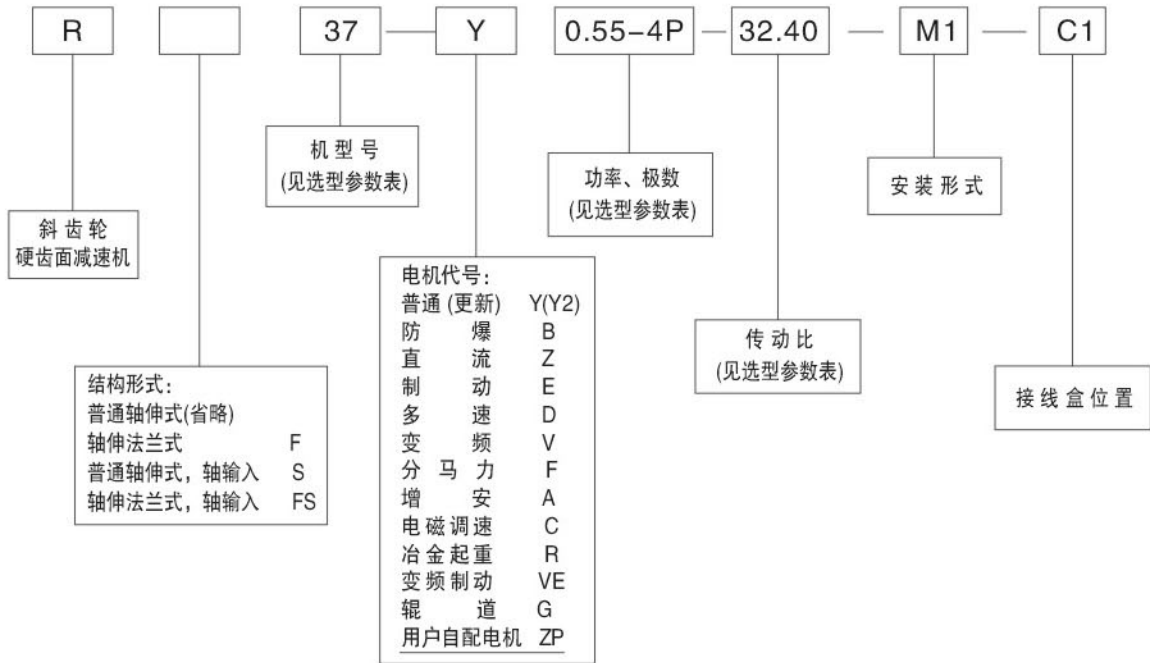 R 37 — Y 0.55-4P — 32.40 — M1 — C1
机型号
(见选型参数表)
功率、极数
(见选型参数表)
安装形式
斜齿轮
硬齿面减速机
电机代号:
普通(更新) Y(Y2)
防爆 B
直流 Z
制动 E
多速 D
变频 V
分马力 F
增安 A
电磁调速 C
冶金起重 R
变频制动 VE
辊道 G
用户自配电机 ZP
传动比
(见选型参数表)
接线盒位置
结构形式:
普通轴伸式(省略)
轴伸法兰式 F
普通轴伸式, 轴输入 S
轴伸法兰式, 轴输入 FS